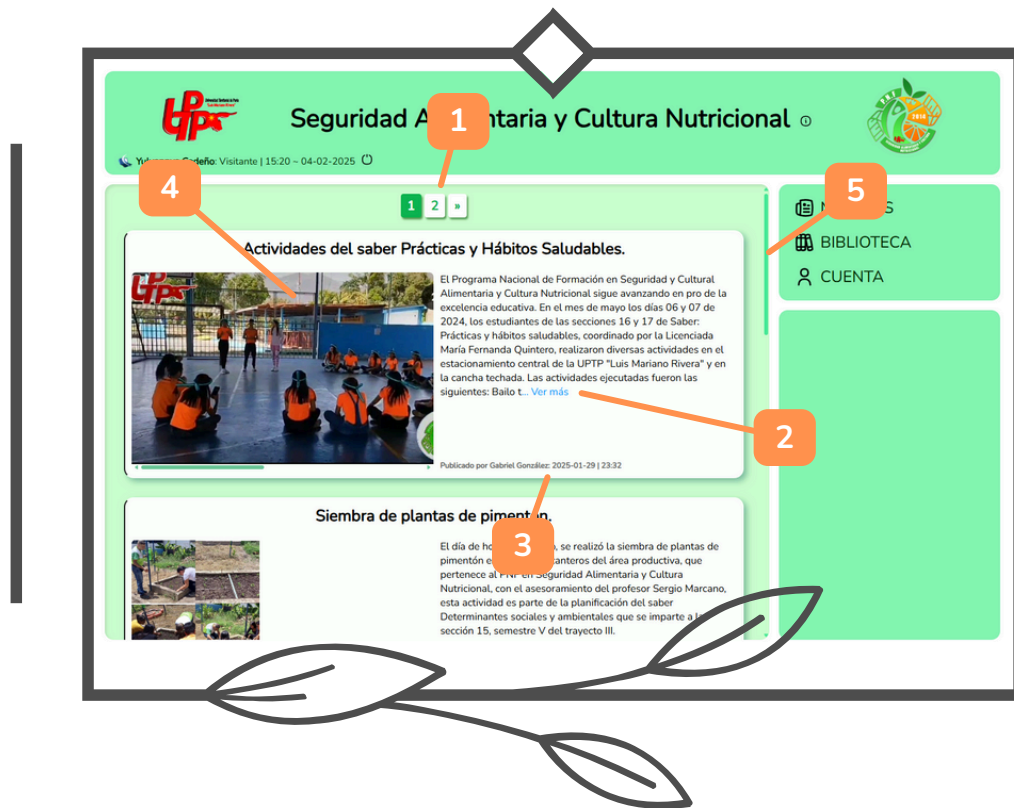 1
UPTP
Seguridad A ntaria y Cultura Nutricional
2014
Cedeño: Visitante | 15:20 ~ 04-02-2025
4
5
1 2 »
S
BIBLIOTECA
CUENTA
Actividades del saber Prácticas y Hábitos Saludables.
UPTP
El Programa Nacional de Formación en Seguridad y Cultural
Alimentaria y Cultura Nutricional sigue avanzando en pro de la
excelencia educativa. En el mes de mayo los días 06 y 07 de
2024, los estudiantes de las secciones 16 y 17 de Saber:
Prácticas y hábitos saludables, coordinado por la Licenciada
María Fernanda Quintero, realizaron diversas actividades en el
estacionamiento central de la UPTP "Luis Mariano Rivera" y en
la cancha techada. Las actividades ejecutadas fueron las
siguientes: Bailo t... Ver más
2
Publicado por Gabriel González: 2025-01-29 | 23:32
Siembra de plantas de pimentón.
3
El día de ho , se realizó la siembra de plantas de
pimentón e canteros del área productiva, que
pertenece al PNF en Seguridad Alimentaria y Cultura
Nutricional, con el asesoramiento del profesor Sergio Marcano,
esta actividad es parte de la planificación del saber
Determinantes sociales y ambientales que se imparte a la
sección 15, semestre V del trayecto III.